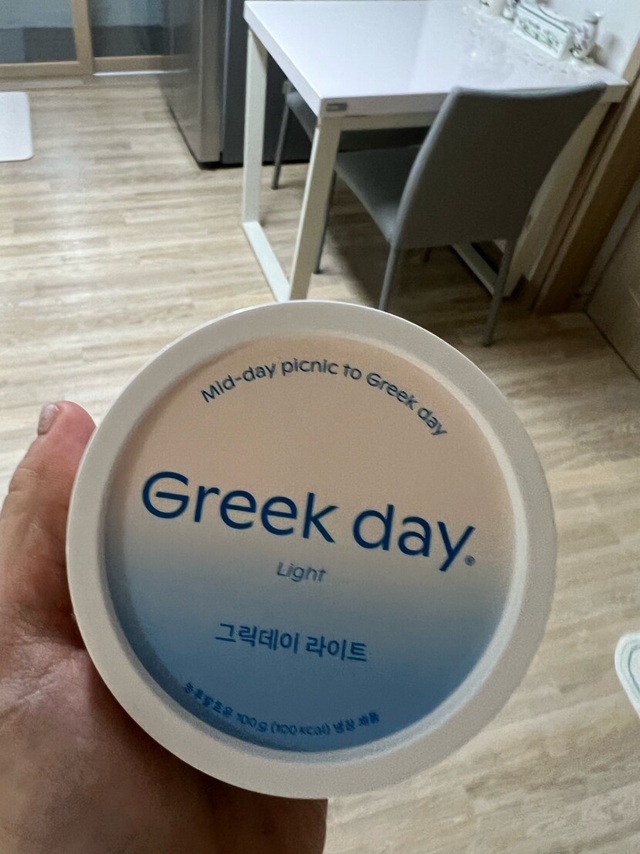 Mid-day picnic to Greek day
Greek day®
Light
그릭데이 라이트
농후발효유 100g (100 kcal) 냉장 제품